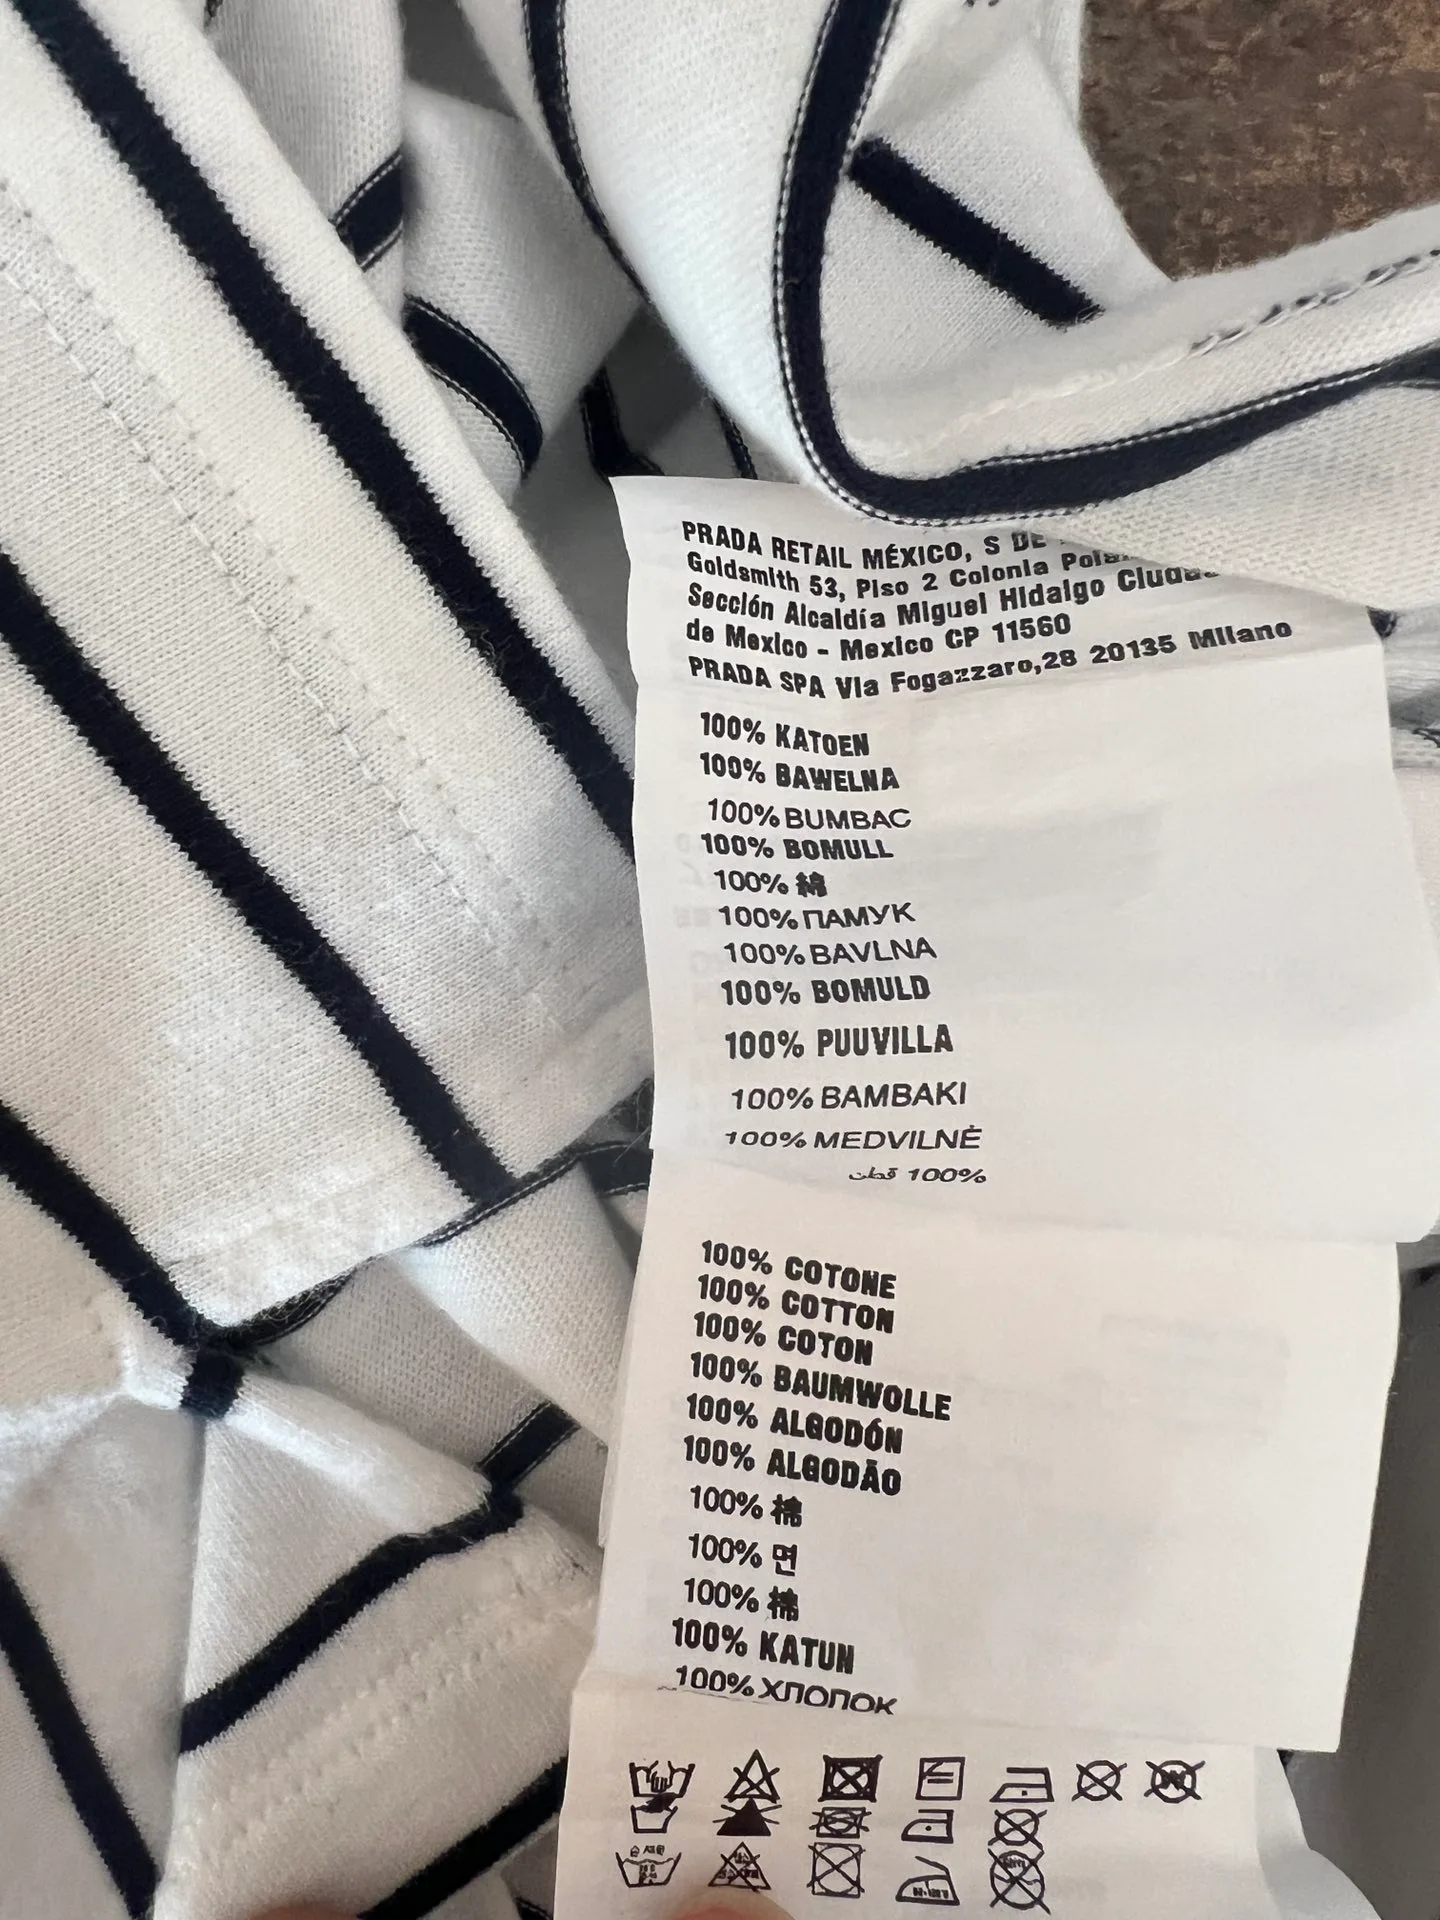 PRADA RETAIL MÉXICO, S DE
Goldsmith 53, Piso 2 Colonia
Sección Alcaldía Miguel Hidalgo
de Mexico - Mexico CP 11560
PRADA SPA Via Fogazzaro,28 20135 Milano
100% KATOEN
100% BAWELNA
100% BUMBAC
100% BOMULL
100% 綿
100% ПАМУК
100% BAVLNA
100% BOMULD
100% PUUVILLA
100% BAMBAKI
100% MEDVILNĖ
100% قطن
100% COTONE
100% COTTON
100% COTON
100% BAUMWOLLE
100% ALGODÓN
100% ALGODÃO
100% 棉
100% 면
100% 棉
100% KATUN
100% ХЛОПОК